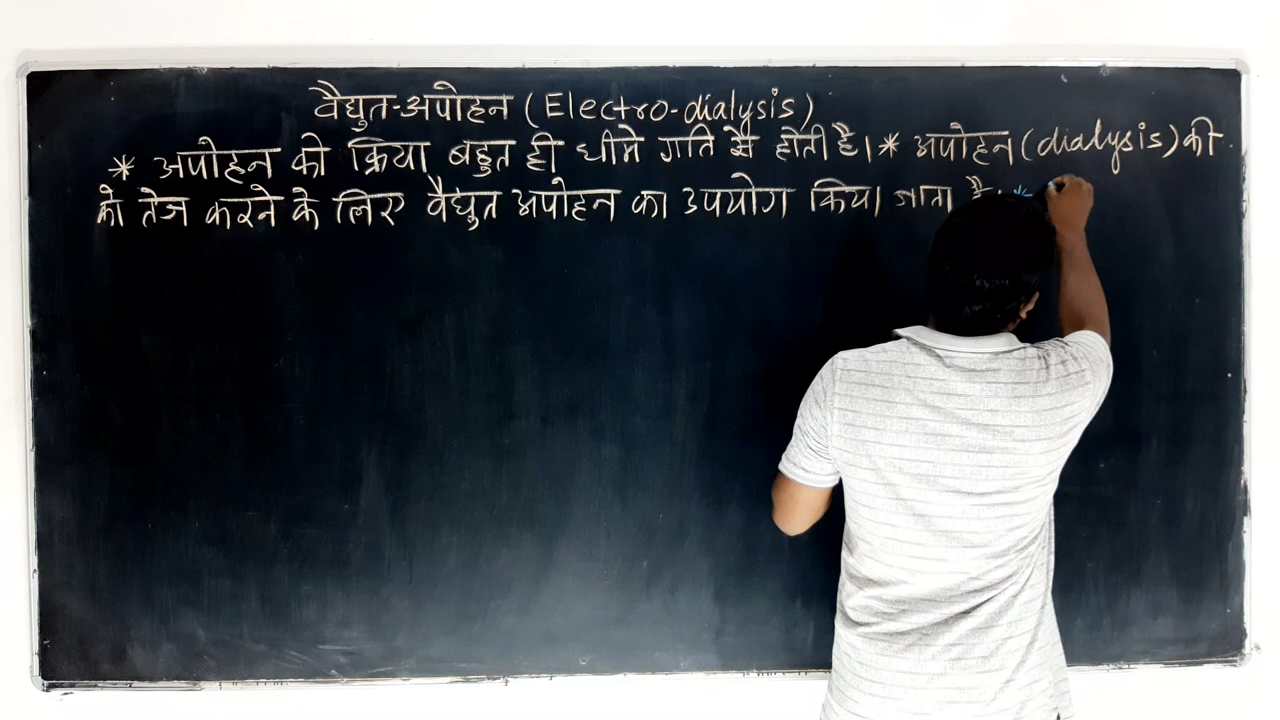 वैद्युत-अपोहन (Electro-dialysis)
* अपोहन की क्रिया बहुत ही धीमे गति से होती है। * अपोहन (dialysis) की
को तेज करने के लिए वैद्युत अपोहन का उपयोग किया जाता है। *